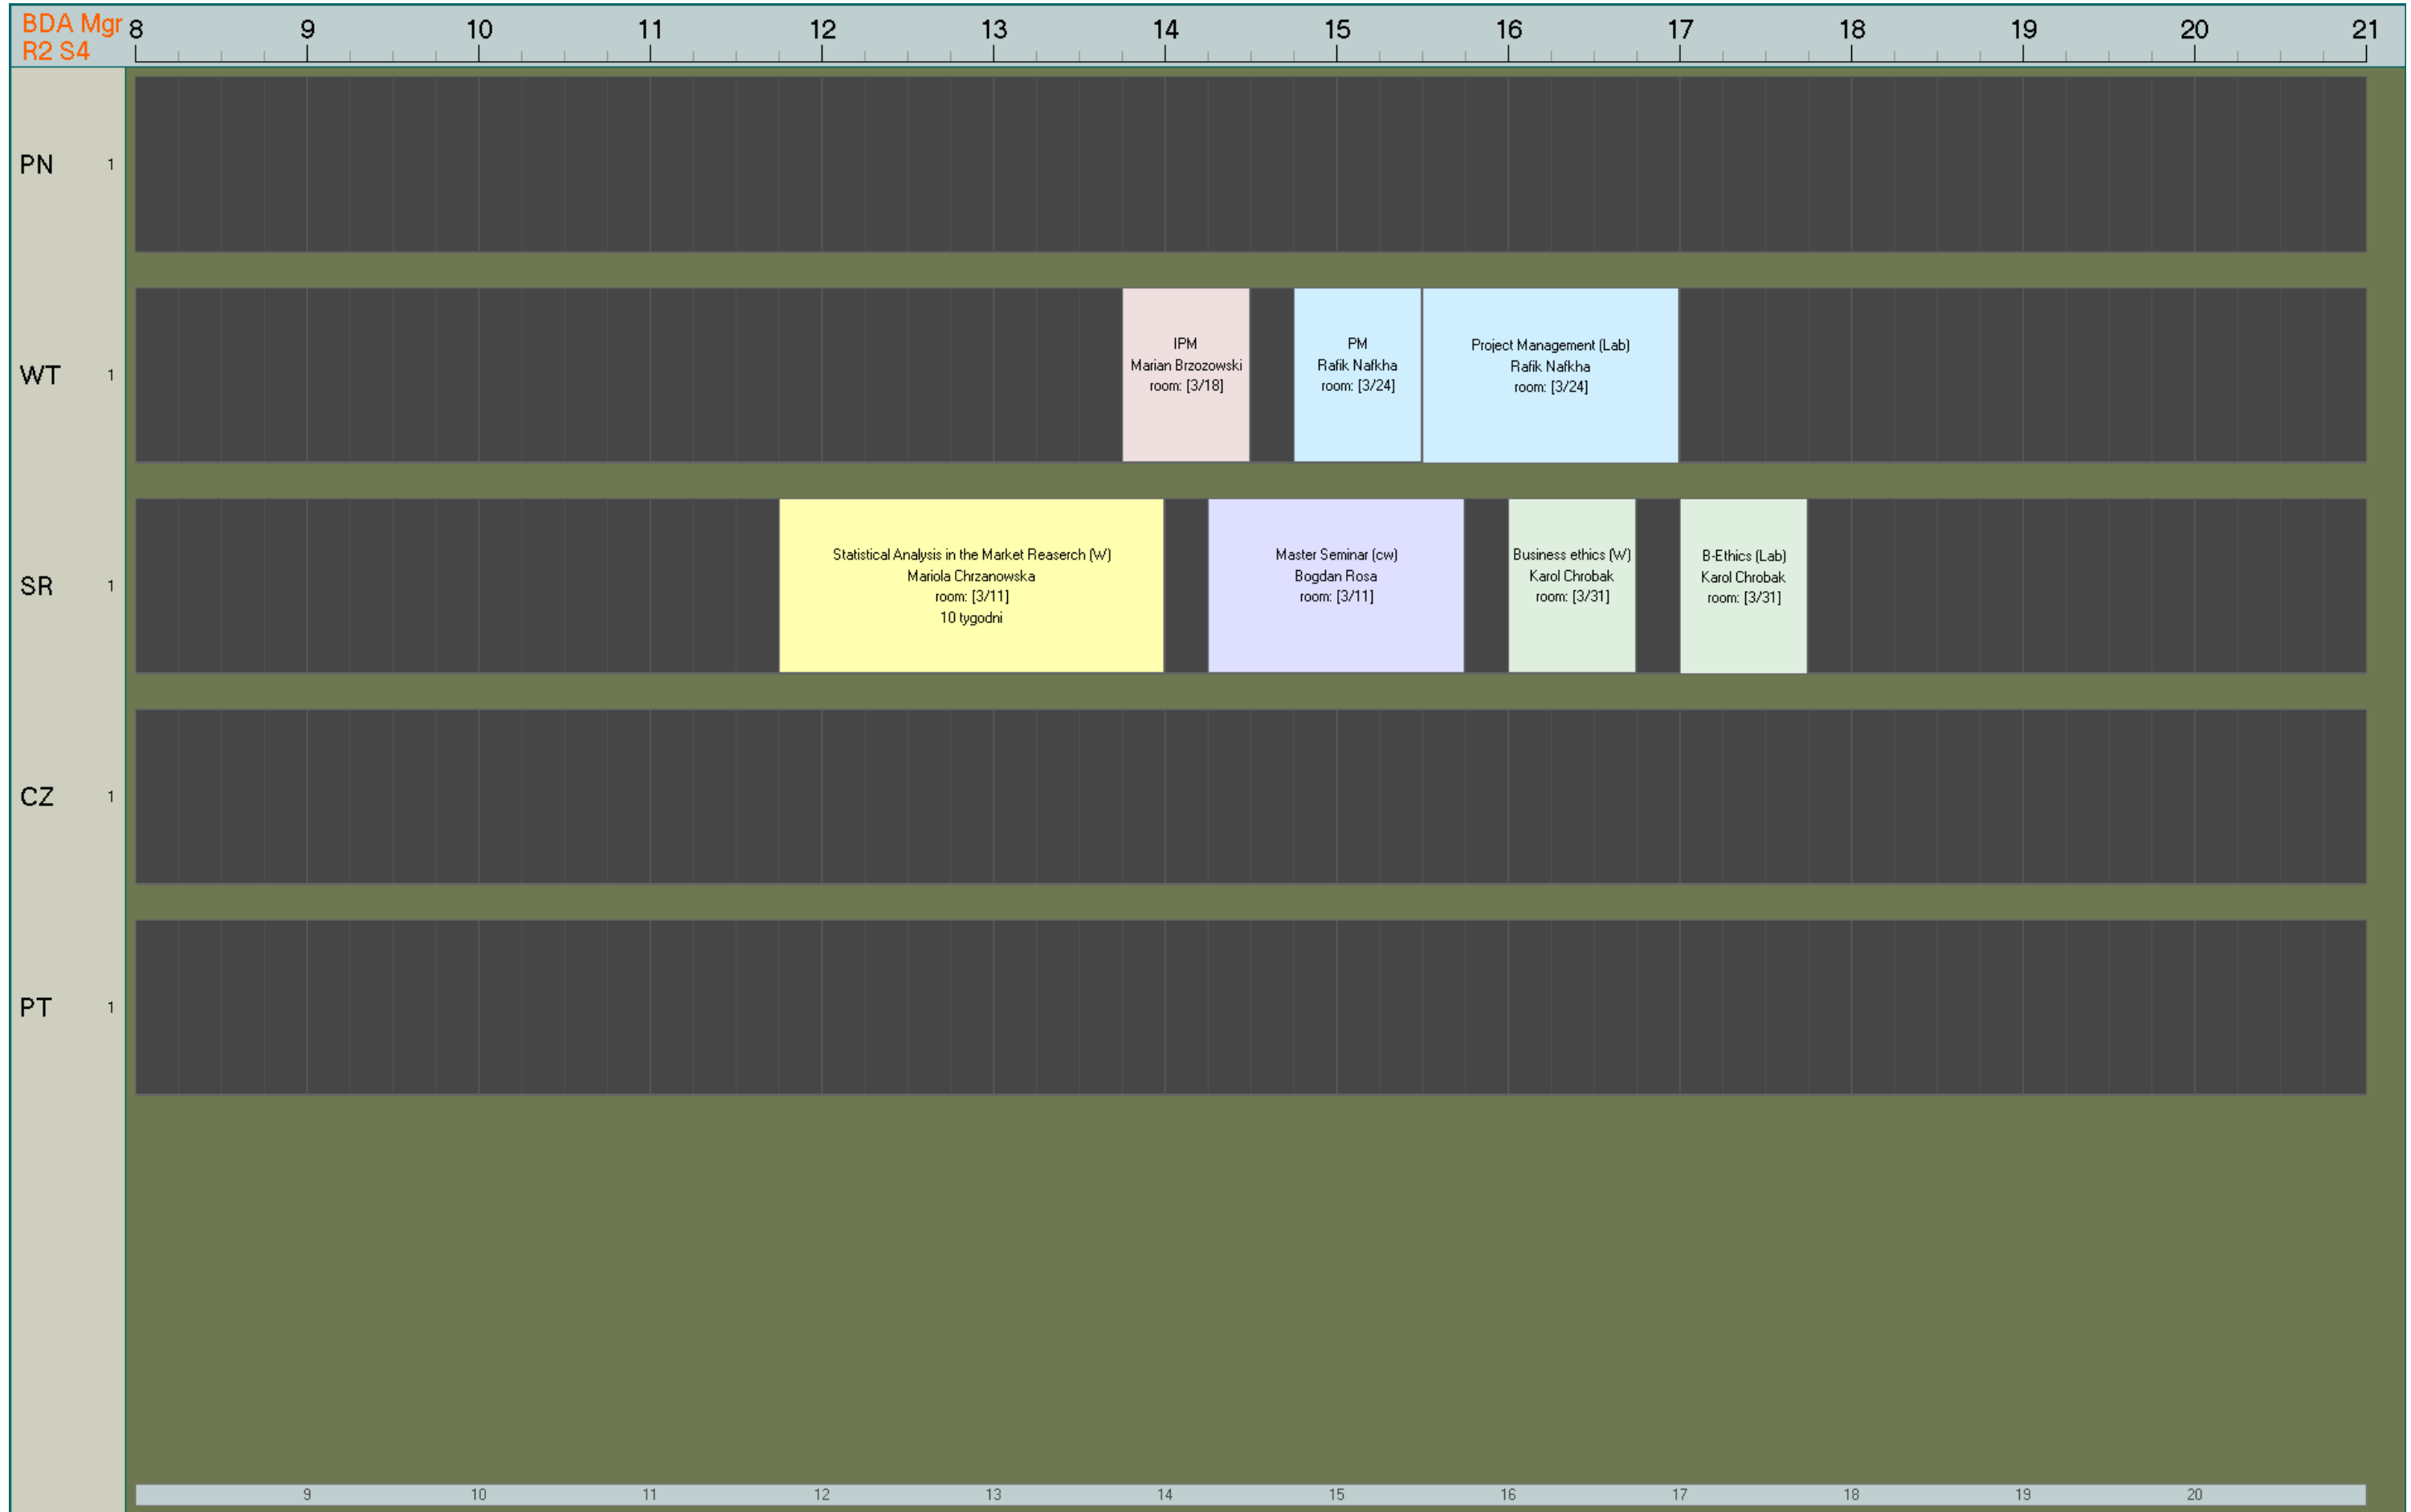 BDA Mgr
R2 S4
8 9 10 11 12 13 14 15 16 17 18 19 20 21
PN 1
WT 1
IPM
Marian Brzozowski
room: [3/18]
PM
Rafik Nafkha
room: [3/24]
Project Management (Lab)
Rafik Nafkha
room: [3/24]
SR 1
Statistical Analysis in the Market Reaserch (W)
Mariola Chrzanowska
room: [3/11]
10 tygodni
Master Seminar (cw)
Bogdan Rosa
room: [3/11]
Business ethics (W)
Karol Chrobak
room: [3/31]
B-Ethics (Lab)
Karol Chrobak
room: [3/31]
CZ 1
PT 1
9 10 11 12 13 14 15 16 17 18 19 20